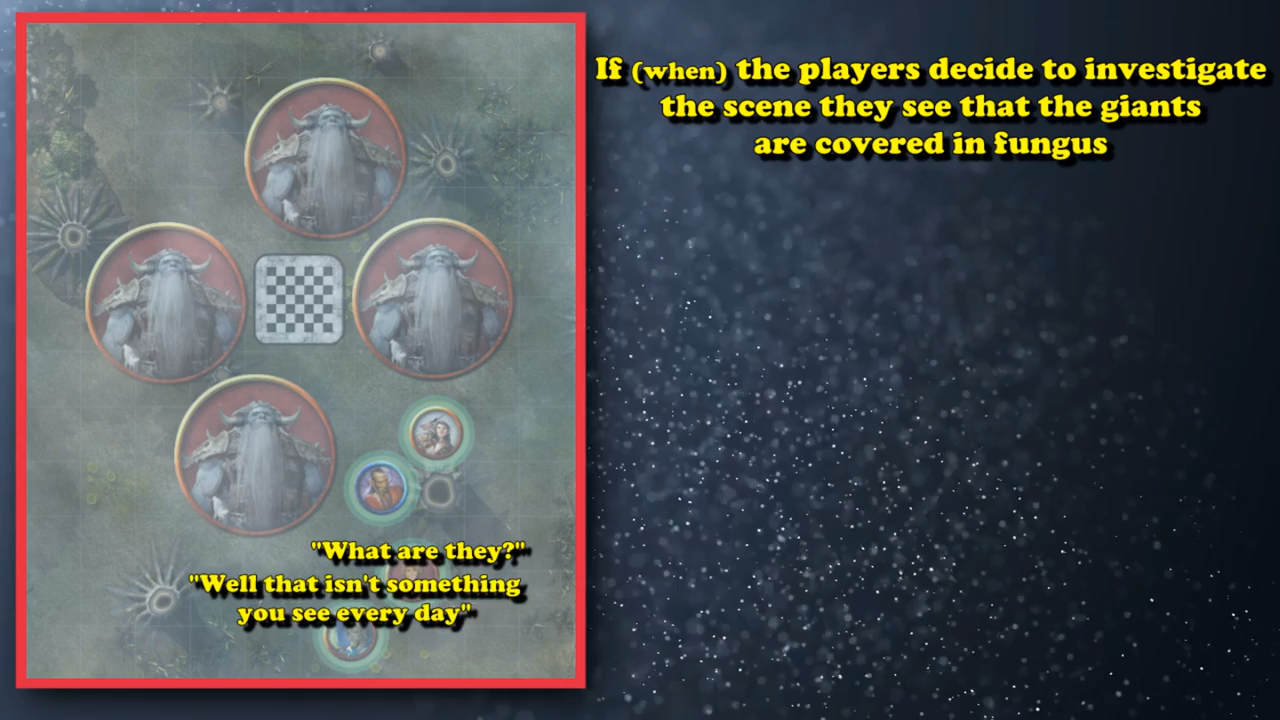 If (when) the players decide to investigate
the scene they see that the giants
are covered in fungus
"What are they?"
"Well that isn't something
you see every day"